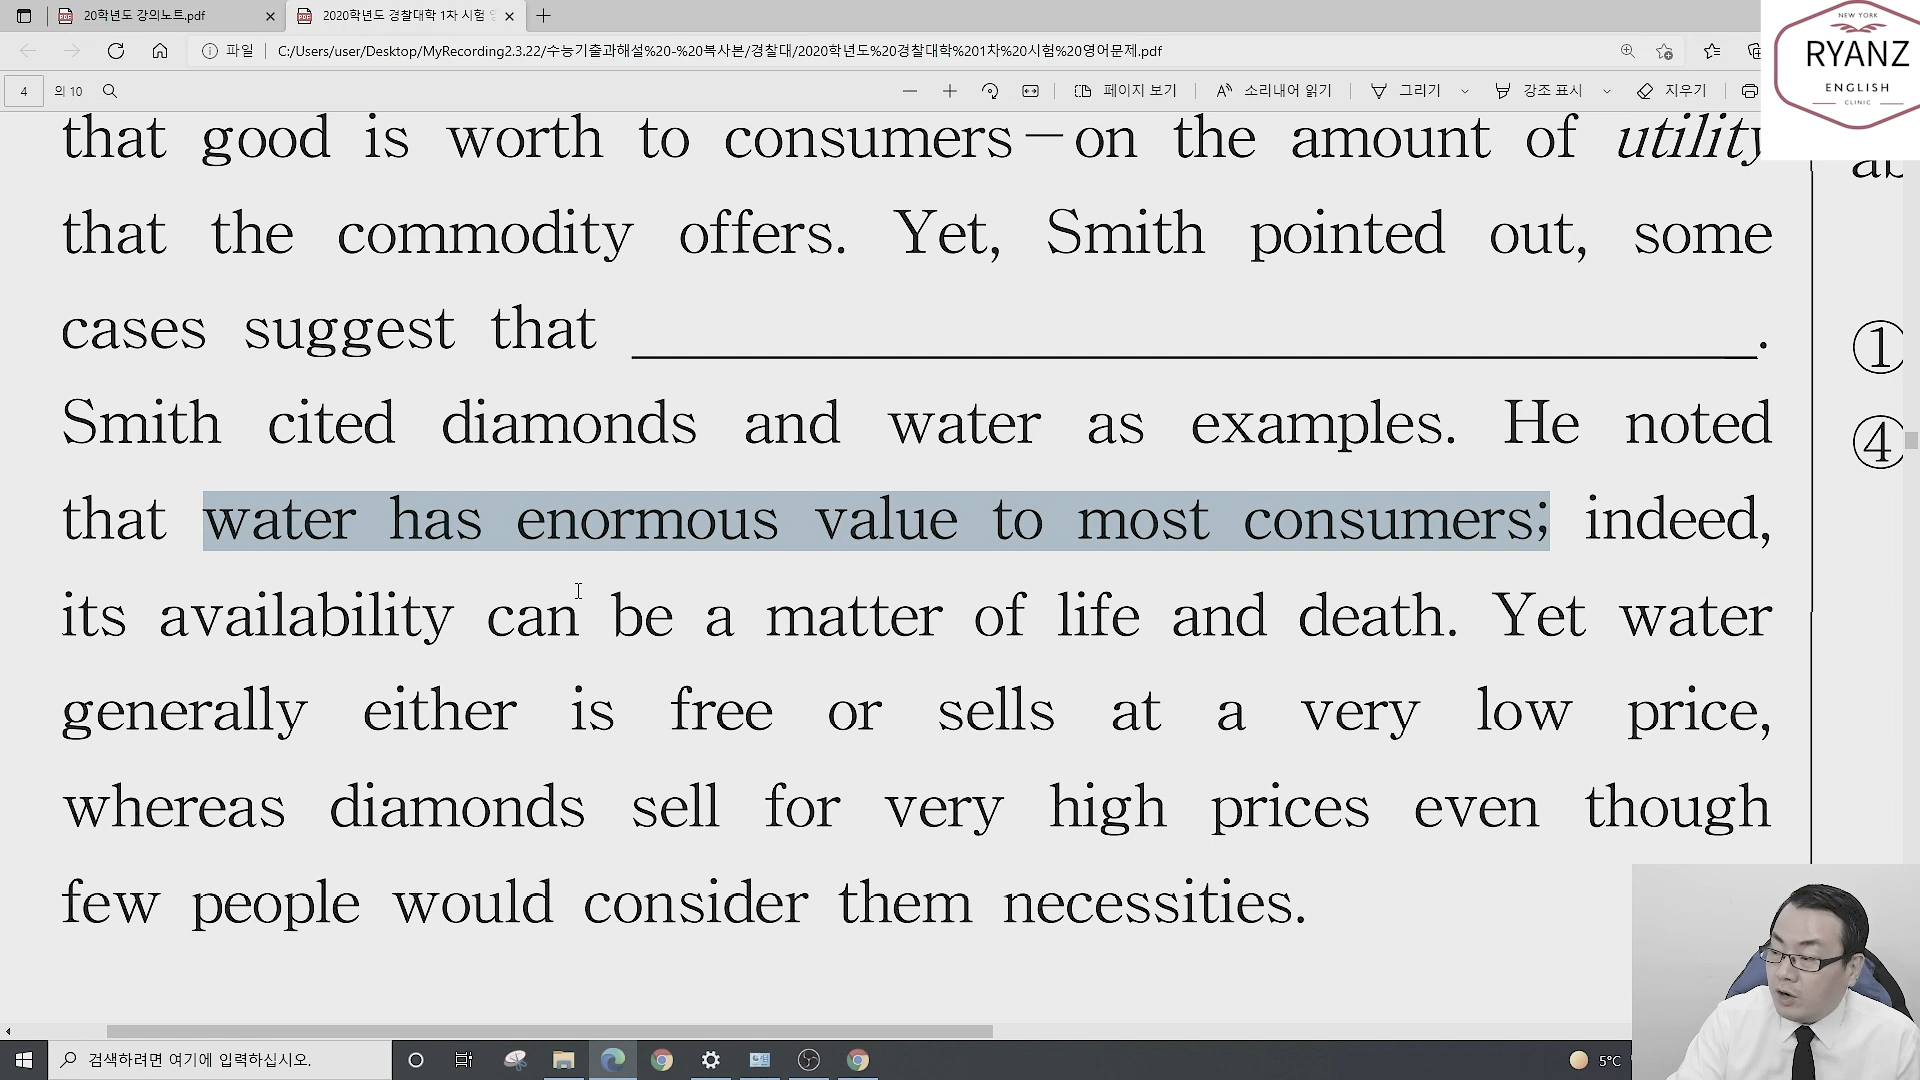 20학년도 강의노트.pdf
2020학년도 경찰대학 1차 시험
파일
C:/Users/user/Desktop/MyRecording2.3.22/수능기출과해설%20-%20복사본/경찰대/2020학년도%20경찰대학%201차%20시험%20영어문제.pdf
4 의 10
페이지 보기
소리내어 읽기
그리기
강조 표시
지우기
NEW YORK
RYANZ
ENGLISH
CLINIC
that good is worth to consumers—on the amount of utility
that the commodity offers. Yet, Smith pointed out, some
cases suggest that ______.
Smith cited diamonds and water as examples. He noted
that water has enormous value to most consumers; indeed,
its availability can be a matter of life and death. Yet water
generally either is free or sells at a very low price,
whereas diamonds sell for very high prices even though
few people would consider them necessities.
①
④
검색하려면 여기에 입력하십시오.
5°C